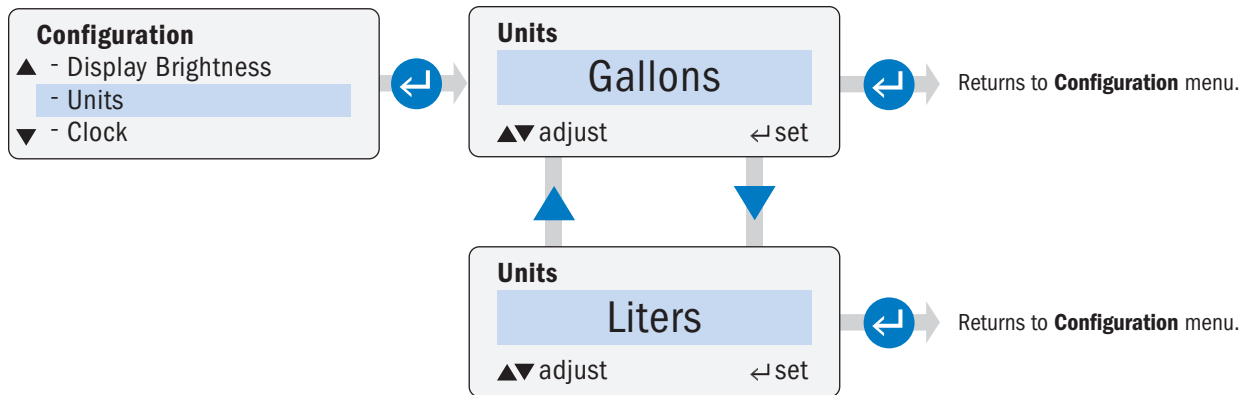 Configuration
▲ - Display Brightness
- Units
▼ - Clock
Units
Gallons
▲▼ adjust ↵ set
Returns to Configuration menu.
Units
Liters
▲▼ adjust ↵ set
Returns to Configuration menu.